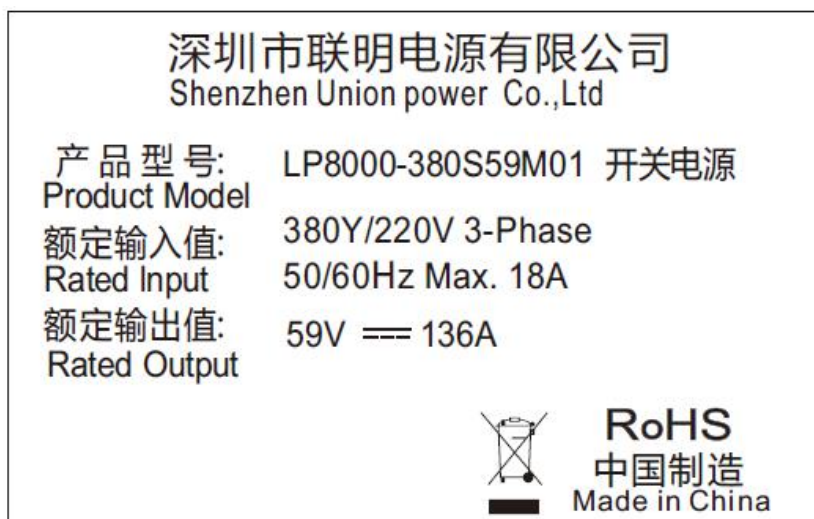 深圳市联明电源有限公司
Shenzhen Union power Co.,Ltd
产品型号: LP8000-380S59M01 开关电源
Product Model
额定输入值: 380Y/220V 3-Phase
Rated Input 50/60Hz Max. 18A
额定输出值: 59V 136A
Rated Output
RoHS
中国制造
Made in China